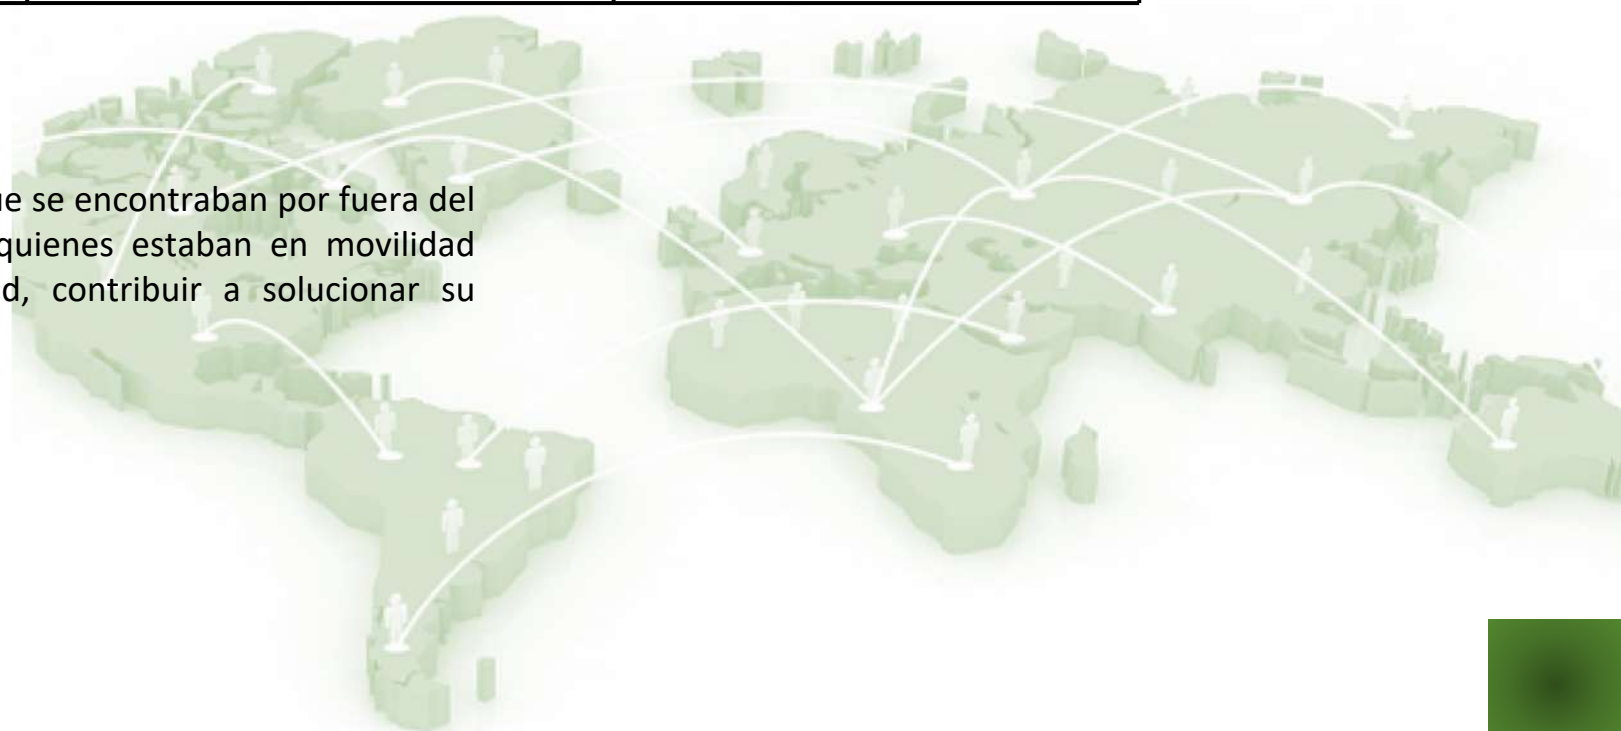 se encontraban por fuera del
quienes estaban en movilidad
contribuir a solucionar su